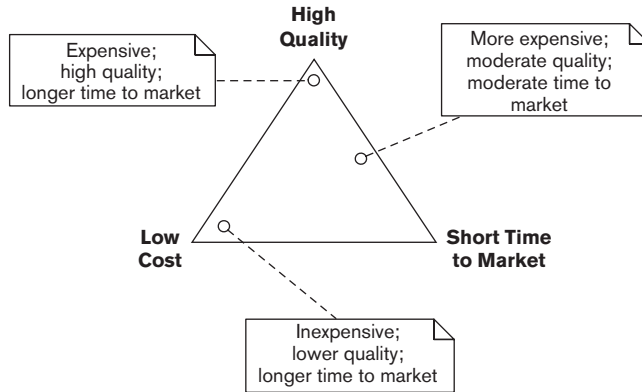 High
Quality
Expensive;
high quality;
longer time to market
More expensive;
moderate quality;
moderate time to
market
Low
Cost
Short Time
to Market
Inexpensive;
lower quality;
longer time to market